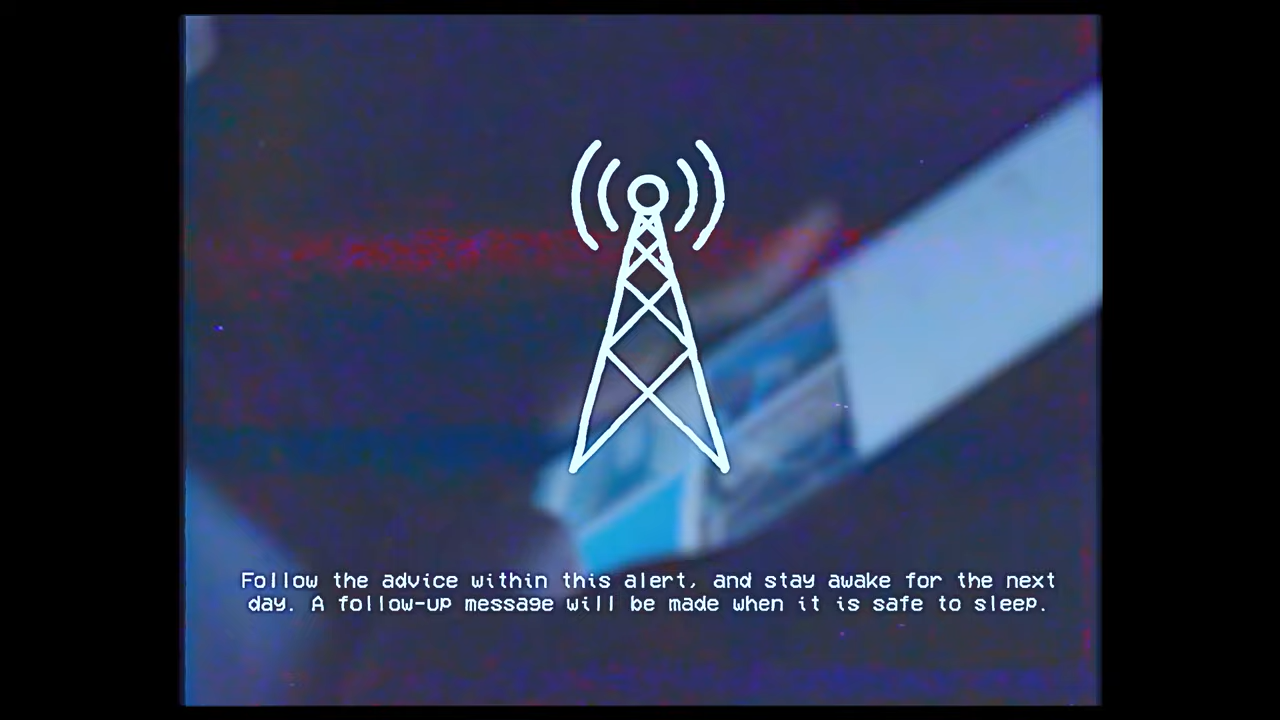 Follow the advice within this alert, and stay awake for the next
day. A follow-up message will be made when it is safe to sleep.